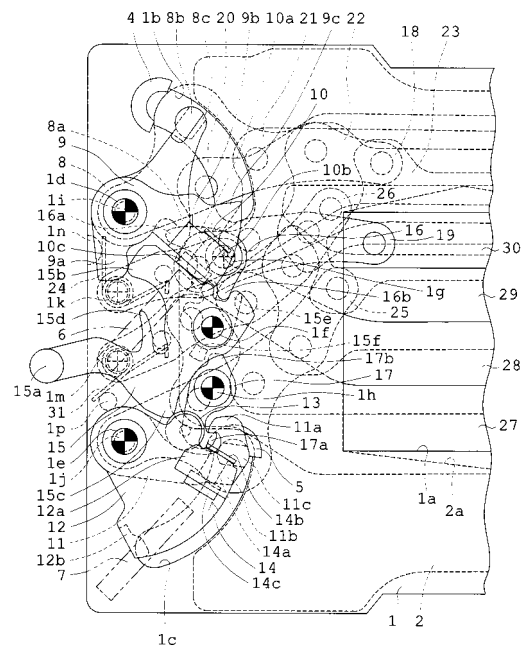 4 1b 8b 8c 20 9b 10a 21 9c 22 18 23
8a
9
8
1d
1i
16a
1n
10c
9a
15b
24
1k
15d
6
15a
1m
31
1p
15
1e
1j
15c
12a
12
11
12b
7
1c
10
10b
26
16
19
16b
1g
25
15e
1f
15f
17b
17
1h
13
11a
17a
5
11c
14b
11b
14a
14
14c
30
29
28
27
1a
2a
1 2